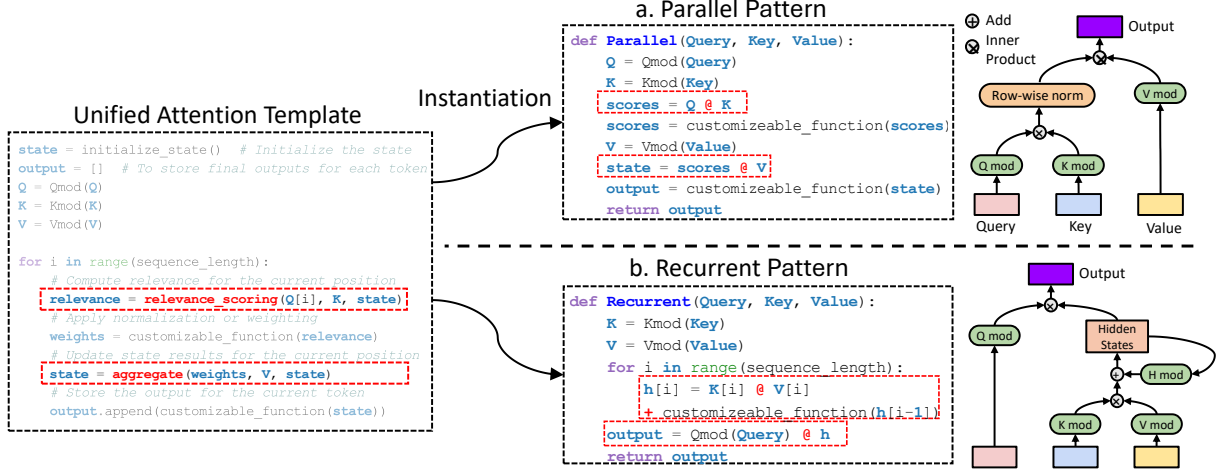 Unified Attention Template
state = initialize_state()  # Initialize the state
output = []  # To store final outputs for each token
Q = Qmod(Q)
K = Kmod(K)
V = Vmod(V)
for i in range(sequence_length):
# Compute relevance for the current position
relevance = relevance_scoring(Q[i], K, state)
# Apply normalization or weighting
weights = customizable_function(relevance)
# Update state results for the current position
state = aggregate(weights, V, state)
# Store the output for the current token
output.append(customizable_function(state))
Instantiation
a. Parallel Pattern
def Parallel(Query, Key, Value):
Q = Qmod(Query)
K = Kmod(Key)
scores = Q @ K
scores = customizeable_function(scores)
V = Vmod(Value)
state = scores @ V
output = customizeable_function(state)
return output
Add
Inner
Product
Output
Row-wise norm
V mod
Q mod
K mod
Query
Key
Value
b. Recurrent Pattern
def Recurrent(Query, Key, Value):
K = Kmod(Key)
V = Vmod(Value)
for i in range(sequence_length):
h[i] = K[i] @ V[i]
+ customizeable_function(h[i-1])
output = Qmod(Query) @ h
return output
Output
Q mod
Hidden
States
H mod
K mod
V mod